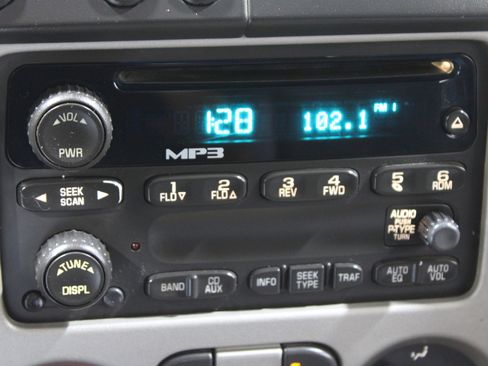 FM 1
1:28 102.1
VOL
PWR
MP3
SEEK
SCAN
1
FLD
2
FLD
3
REV
4
FWD
5
6
RDM
AUDIO
PUSH
P-TYPE
TURN
TUNE
DISPL
BAND
CD
AUX
INFO
SEEK
TYPE
TRAF
AUTO
EQ
AUTO
VOL